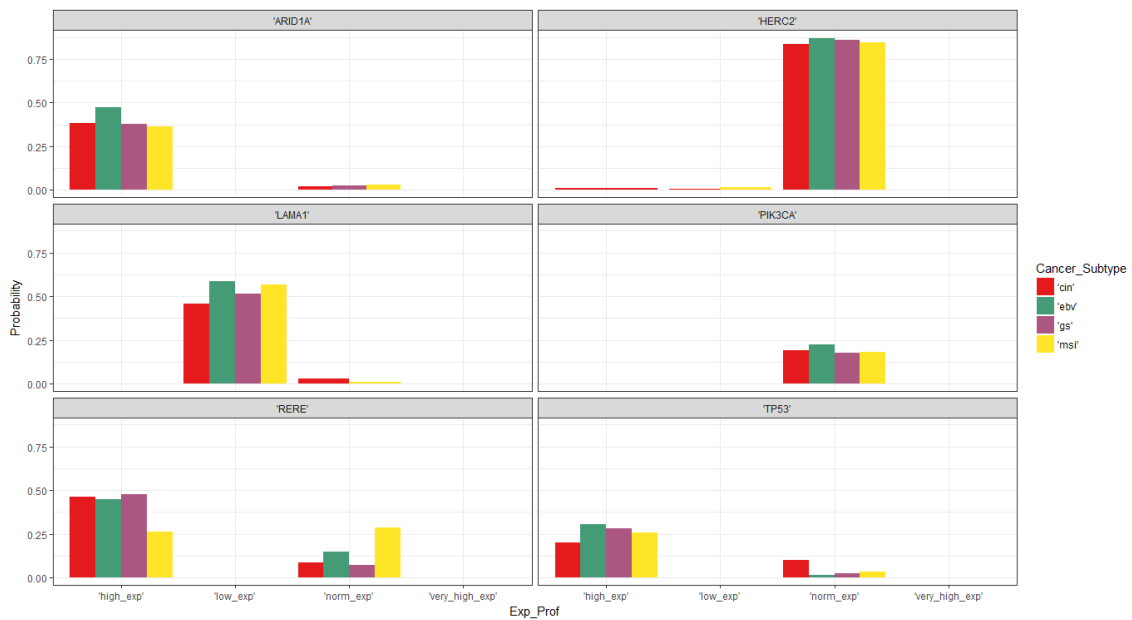 'ARID1A'
'HERC2'
0.75
0.50
0.25
0.00
'LAMA1'
'PIK3CA'
0.75
0.50
0.25
0.00
Probability
'RERE'
'TP53'
0.75
0.50
0.25
0.00
'high_exp'
'low_exp'
'norm_exp'
'very_high_exp'
'high_exp'
'low_exp'
'norm_exp'
'very_high_exp'
Exp_Prof
Cancer_Subtype
'cin'
'ebv'
'gs'
'msi'